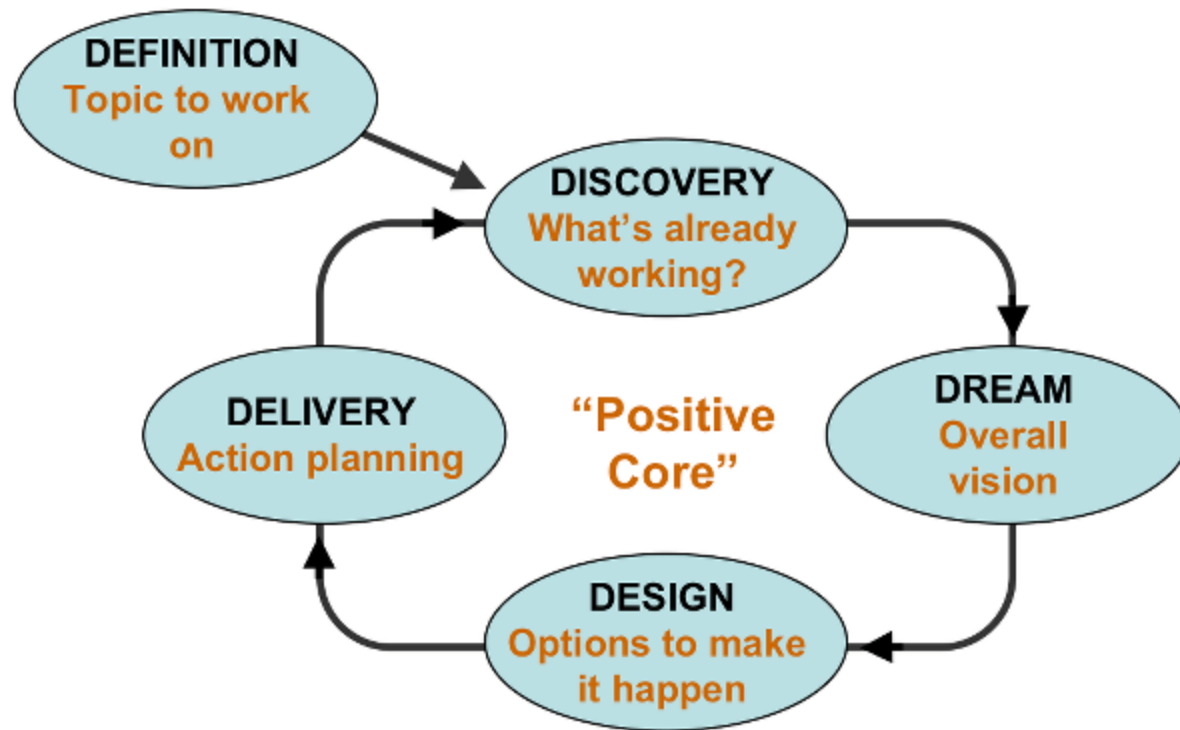 DEFINITION
Topic to work
on
DISCOVERY
What’s already
working?
DREAM
Overall
vision
DELIVERY
Action planning
“Positive
Core”
DESIGN
Options to make
it happen